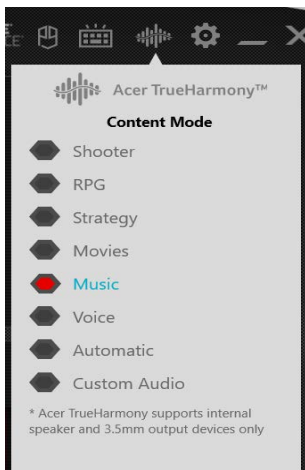 Acer TrueHarmony™
Content Mode
Shooter
RPG
Strategy
Movies
Music
Voice
Automatic
Custom Audio
* Acer TrueHarmony supports internal
speaker and 3.5mm output devices only